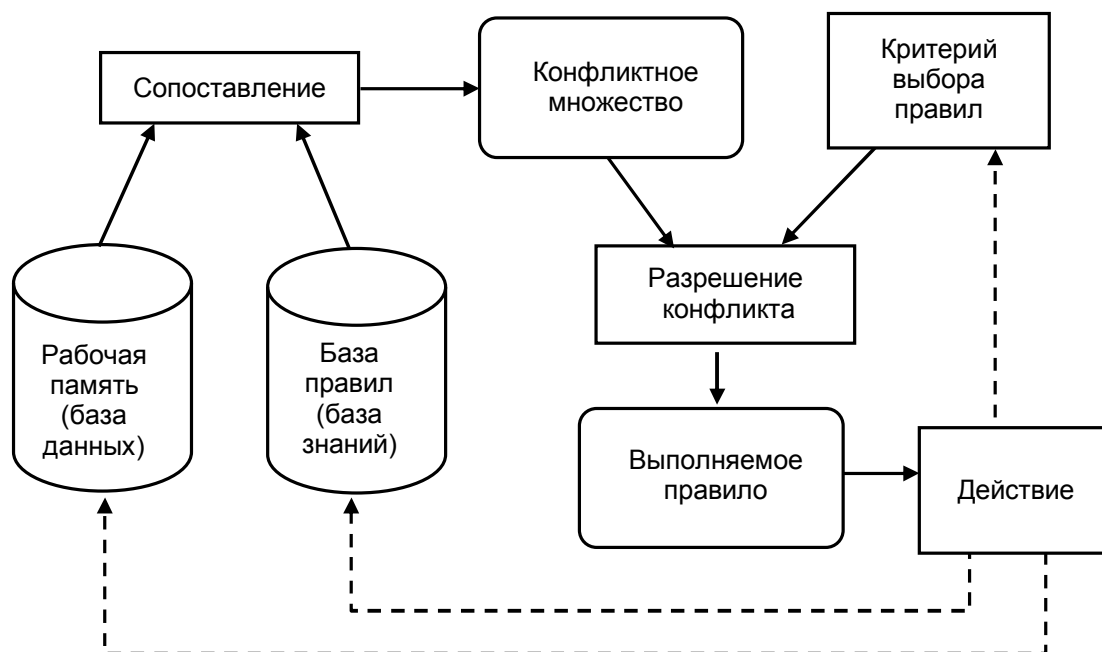 Сопоставление
Конфликтное
множество
Критерий
выбора
правил
Разрешение
конфликта
Рабочая
память
(база
данных)
База
правил
(база
знаний)
Выполняемое
правило
Действие